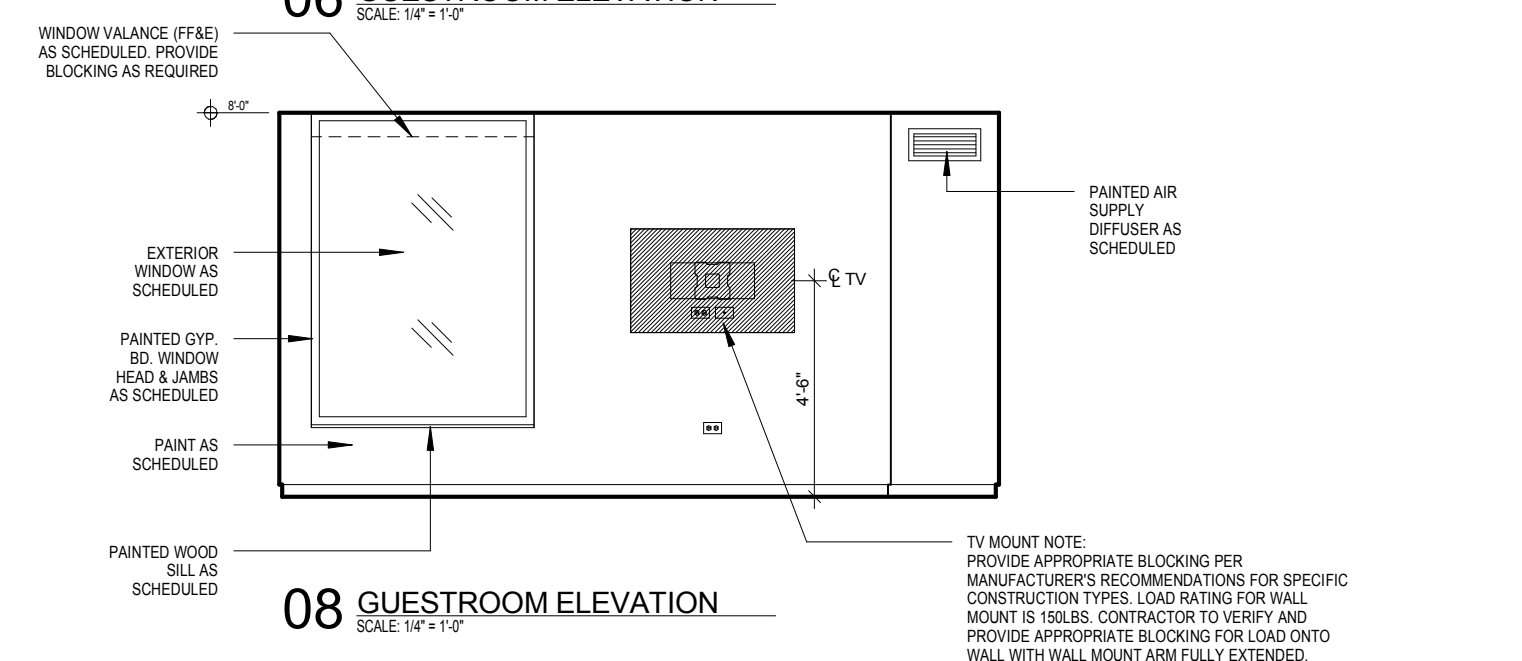 06 GUESTROOM ELEVATION
SCALE: 1/4" = 1'-0"
WINDOW VALANCE (FF&E)
AS SCHEDULED. PROVIDE
BLOCKING AS REQUIRED
8'-0"
PAINTED AIR
SUPPLY
DIFFUSER AS
SCHEDULED
EXTERIOR
WINDOW AS
SCHEDULED
℄ TV
PAINTED GYP.
BD. WINDOW
HEAD & JAMBS
AS SCHEDULED
4'-6"
PAINT AS
SCHEDULED
PAINTED WOOD
SILL AS
SCHEDULED
TV MOUNT NOTE:
PROVIDE APPROPRIATE BLOCKING PER
MANUFACTURER'S RECOMMENDATIONS FOR SPECIFIC
CONSTRUCTION TYPES. LOAD RATING FOR WALL
MOUNT IS 150LBS. CONTRACTOR TO VERIFY AND
PROVIDE APPROPRIATE BLOCKING FOR LOAD ONTO
WALL WITH WALL MOUNT ARM FULLY EXTENDED.
08 GUESTROOM ELEVATION
SCALE: 1/4" = 1'-0"